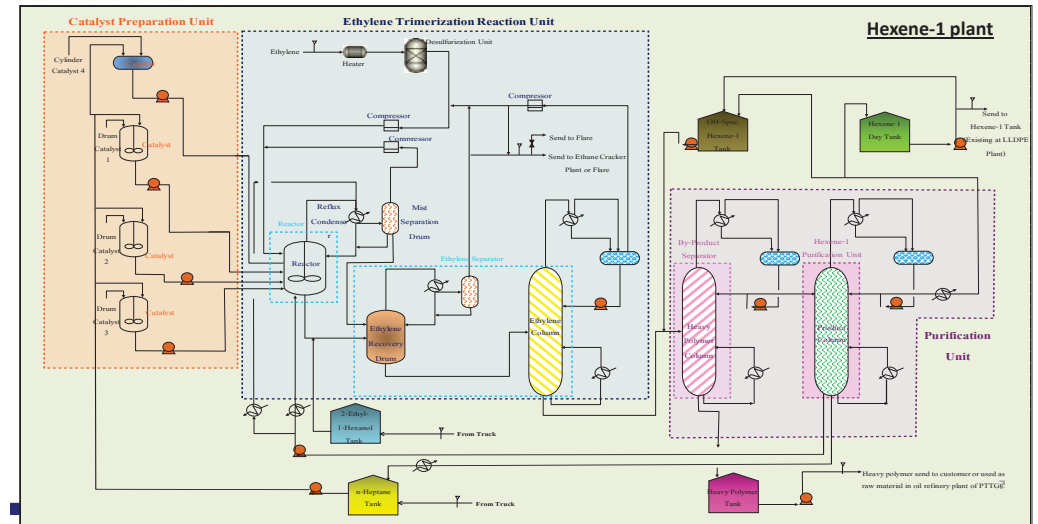 Catalyst Preparation Unit
Ethylene Trimerization Reaction Unit
Hexene-1 plant
Cylinder
Catalyst 4
Ethylene
Heater
Desulfurization Unit
Compressor
Compressor
Compressor
Send to Flare
Send to Ethane Cracker
Plant or Flare
Off-Spec
Hexene-1
Tank
Hexene-1
Day Tank
Send to
Hexene-1 Tank
(Existing at LLDPE
Plant)
Drum
Catalyst
1
Catalyst
Drum
Catalyst
2
Catalyst
Drum
Catalyst
3
Catalyst
Reflux
Condense
r
Mist
Separation
Drum
Reactor
Reactor
Ethylene Separator
Ethylene
Recovery
Drum
Ethylene
Column
By-Product
Separator
Heavy
Polymer
Column
Hexene-1
Purification Unit
Product
Column
Purification
Unit
2-Ethyl-
1-Hexanol
Tank
From Truck
n-Heptane
Tank
From Truck
Heavy Polymer
Tank
Heavy polymer send to customer or used as
raw material in oil refinery plant of PTTGC